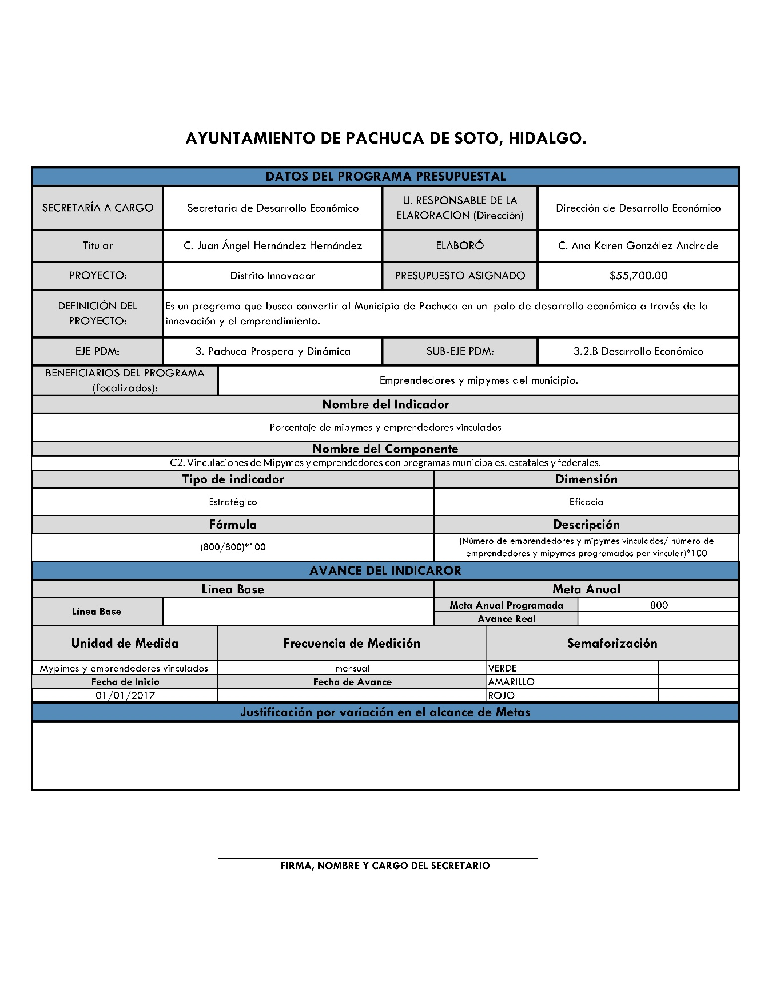 AYUNTAMIENTO DE PACHUCA DE SOTO, HIDALGO.
DATOS DEL PROGRAMA PRESUPUESTAL
SECRETARÍA A CARGO
Secretaría de Desarrollo Económico
U. RESPONSABLE DE LA
ELARORACION (Dirección)
Dirección de Desarrollo Económico
Titular
C. Juan Ángel Hernández Hernández
ELABORÓ
C. Ana Karen González Andrade
PROYECTO:
Distrito Innovador
PRESUPUESTO ASIGNADO
$55,700.00
DEFINICIÓN DEL
PROYECTO:
Es un programa que busca convertir al Municipio de Pachuca en un polo de desarrollo económico a través de la
innovación y el emprendimiento.
EJE PDM:
3. Pachuca Prospera y Dinámica
SUB-EJE PDM:
3.2.B Desarrollo Económico
BENEFICIARIOS DEL PROGRAMA
(focalizados):
Emprendedores y mipymes del municipio.
Nombre del Indicador
Porcentaje de mipymes y emprendedores vinculados
Nombre del Componente
C2. Vinculaciones de Mipymes y emprendedores con programas municipales, estatales y federales.
Tipo de indicador
Dimensión
Estratégico
Eficacia
Fórmula
Descripción
(800/800)*100
(Número de emprendedores y mipymes vinculados/ número de
emprendedores y mipymes programados por vincular)*100
AVANCE DEL INDICAROR
Línea Base
Meta Anual
Línea Base
Meta Anual Programada
800
Avance Real
Unidad de Medida
Frecuencia de Medición
Semaforización
Mypimes y emprendedores vinculados
mensual
VERDE
Fecha de Inicio
Fecha de Avance
AMARILLO
01/01/2017
ROJO
Justificación por variación en el alcance de Metas
FIRMA, NOMBRE Y CARGO DEL SECRETARIO